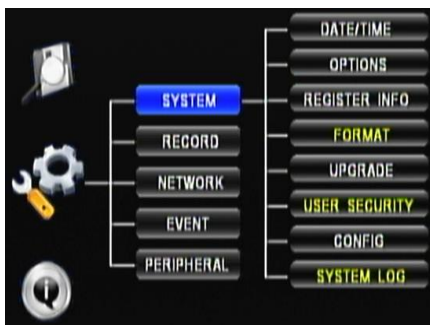 SYSTEM
RECORD
NETWORK
EVENT
PERIPHERAL
DATE/TIME
OPTIONS
REGISTER INFO
FORMAT
UPGRADE
USER SECURITY
CONFIG
SYSTEM LOG